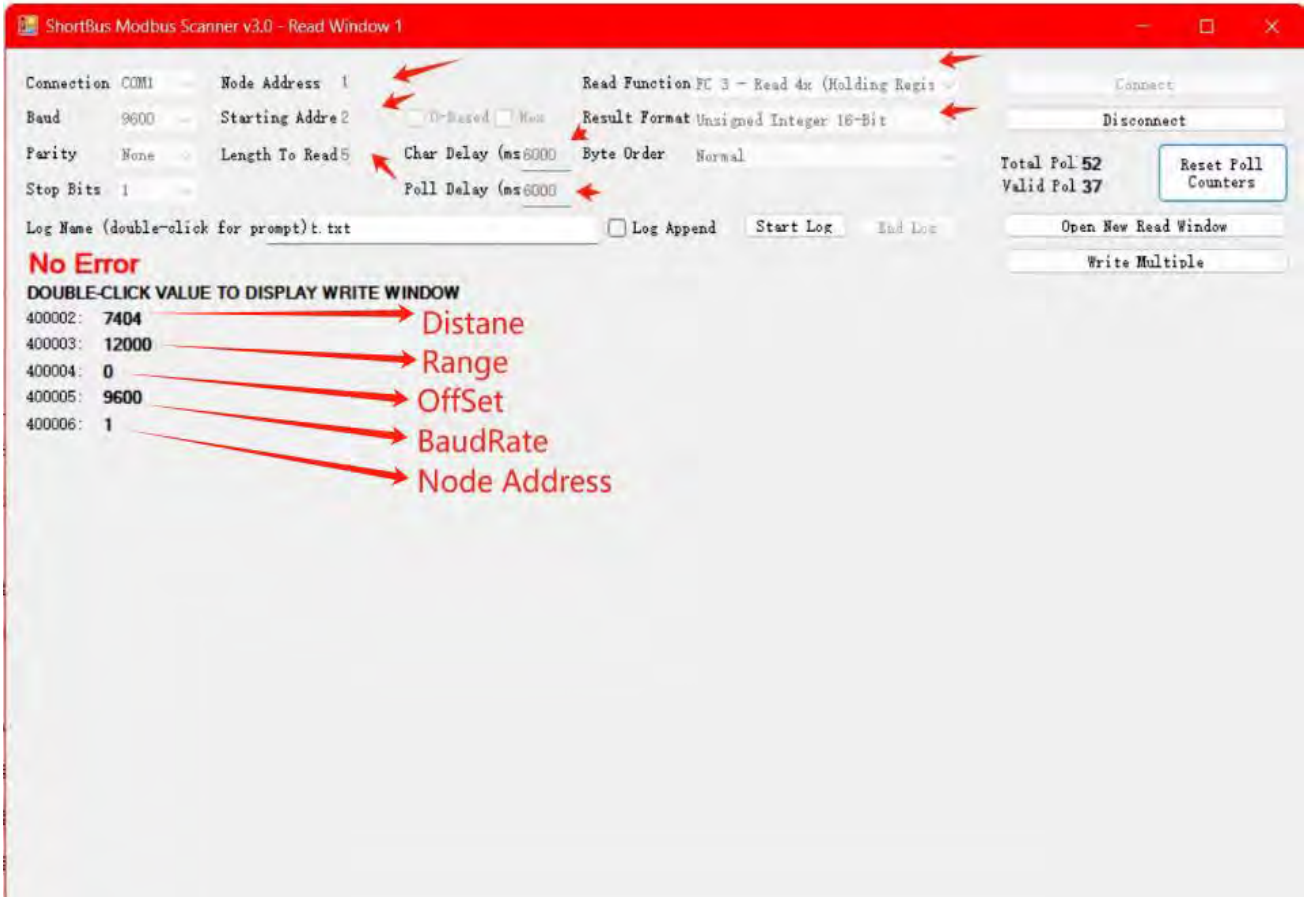 ShortBus Modbus Scanner v3.0 - Read Window 1
Connection COM1 Node Address 1 Read Function FC 3 - Read 4x (Holding Regis Connect
Baud 9600 Starting Addre 2 0-Based Hex Result Format Unsigned Integer 16-Bit Disconnect
Parity None Length To Read 5 Char Delay (ms 6000 Byte Order Normal
Total Pol 52 Reset Poll Counters
Stop Bits 1 Poll Delay (ms 6000
Valid Pol 37
Log Name (double-click for prompt) t.txt Log Append Start Log End Log Open New Read Window
Write Multiple
No Error
DOUBLE-CLICK VALUE TO DISPLAY WRITE WINDOW
400002: 7404 Distane
400003: 12000 Range
400004: 0 OffSet
400005: 9600 BaudRate
400006: 1 Node Address